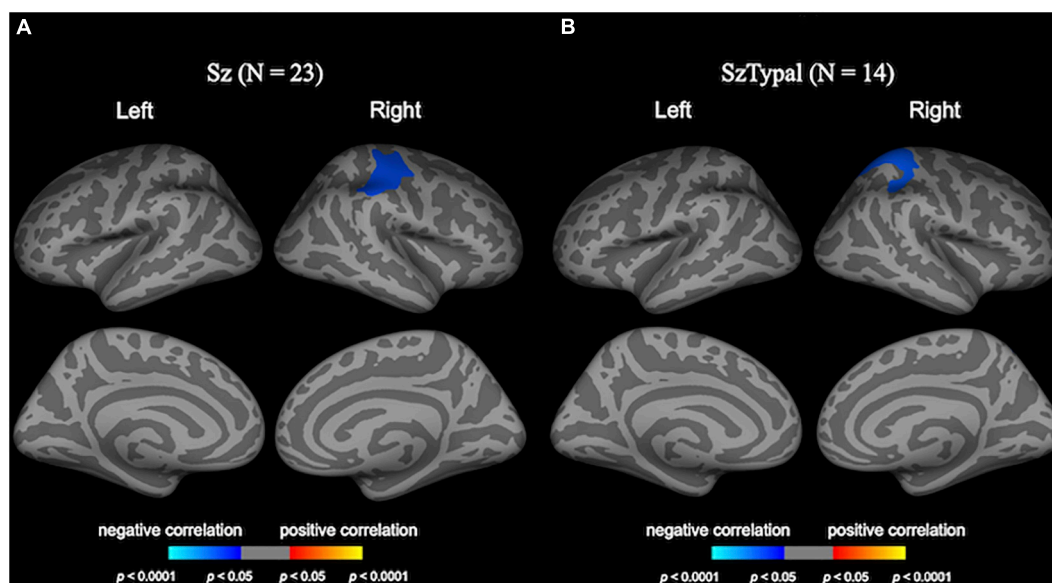 A
B
Sz (N = 23)
SzTypal (N = 14)
Left
Right
Left
Right
negative correlation
positive correlation
negative correlation
positive correlation
p < 0.0001
p < 0.05
p < 0.05
p < 0.0001
p < 0.0001
p < 0.05
p < 0.05
p < 0.0001